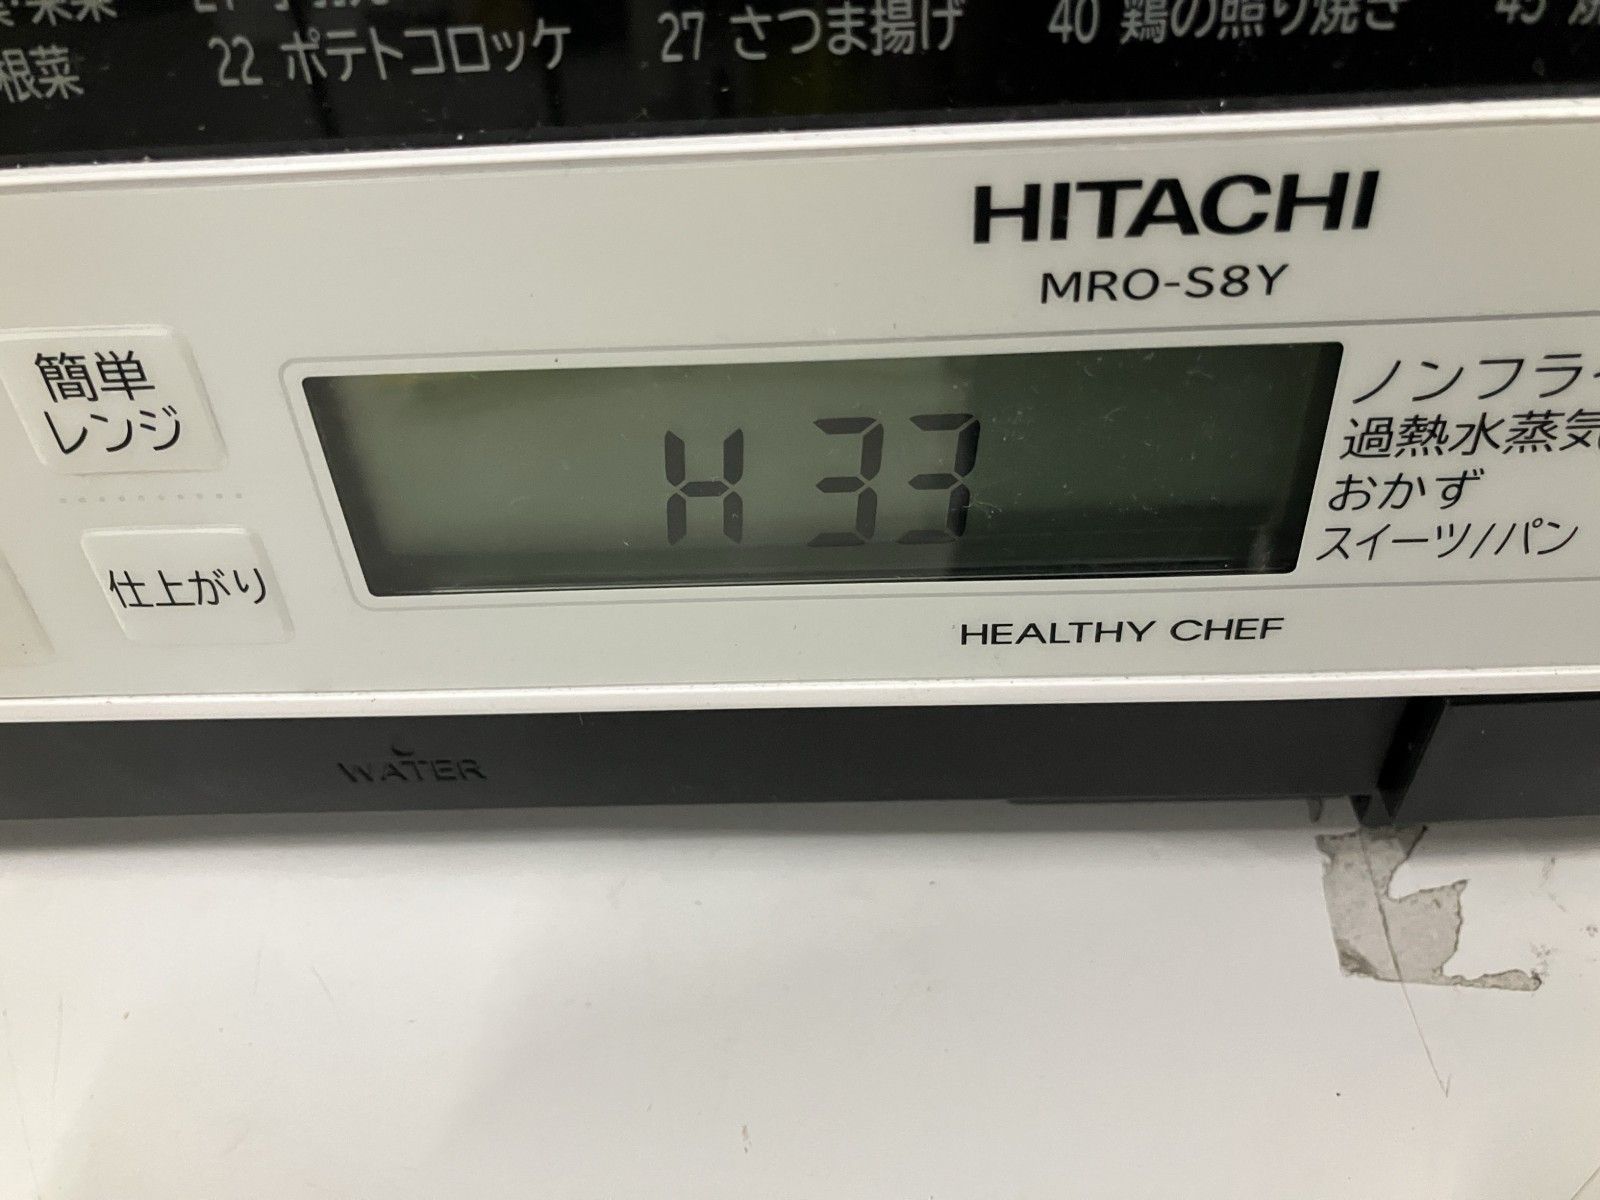 根菜
22 ポテトコロッケ
27 さつま揚げ
40 鶏の照り焼き
HITACHI
MRO-S8Y
簡単
レンジ
H33
ノンフライ
過熱水蒸気
おかず
スイーツ/パン
仕上がり
HEALTHY CHEF
WATER